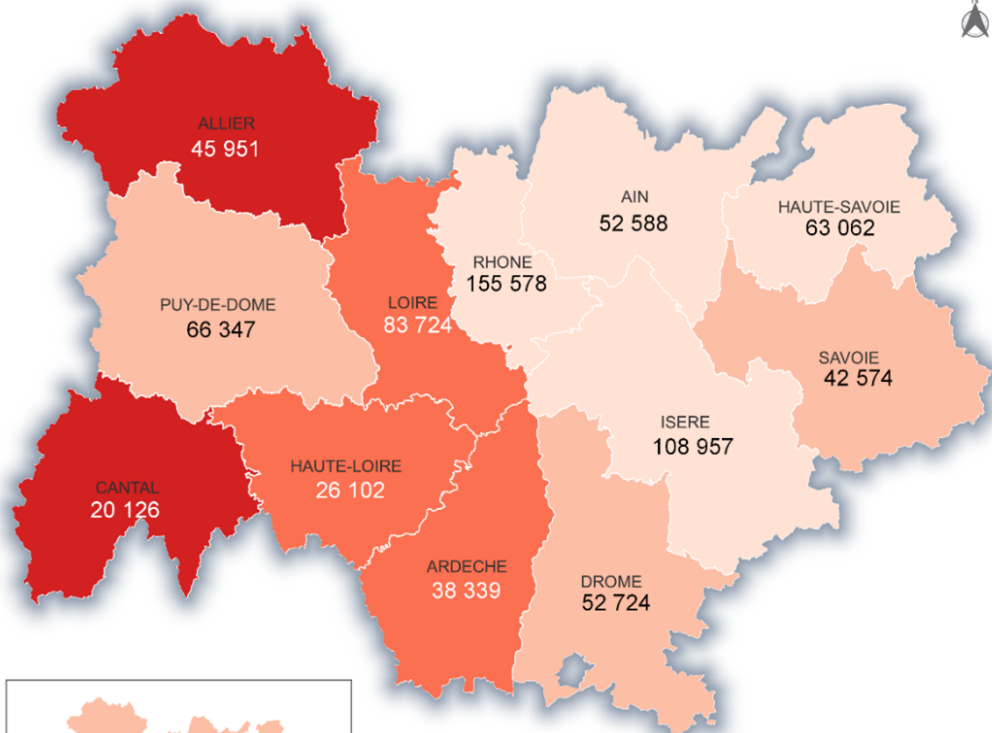 ALLIER
45 951
AIN
52 588
HAUTE-SAVOIE
63 062
RHONE
155 578
PUY-DE-DOME
66 347
LOIRE
83 724
SAVOIE
42 574
ISERE
108 957
HAUTE-LOIRE
26 102
CANTAL
20 126
ARDECHE
38 339
DROME
52 724